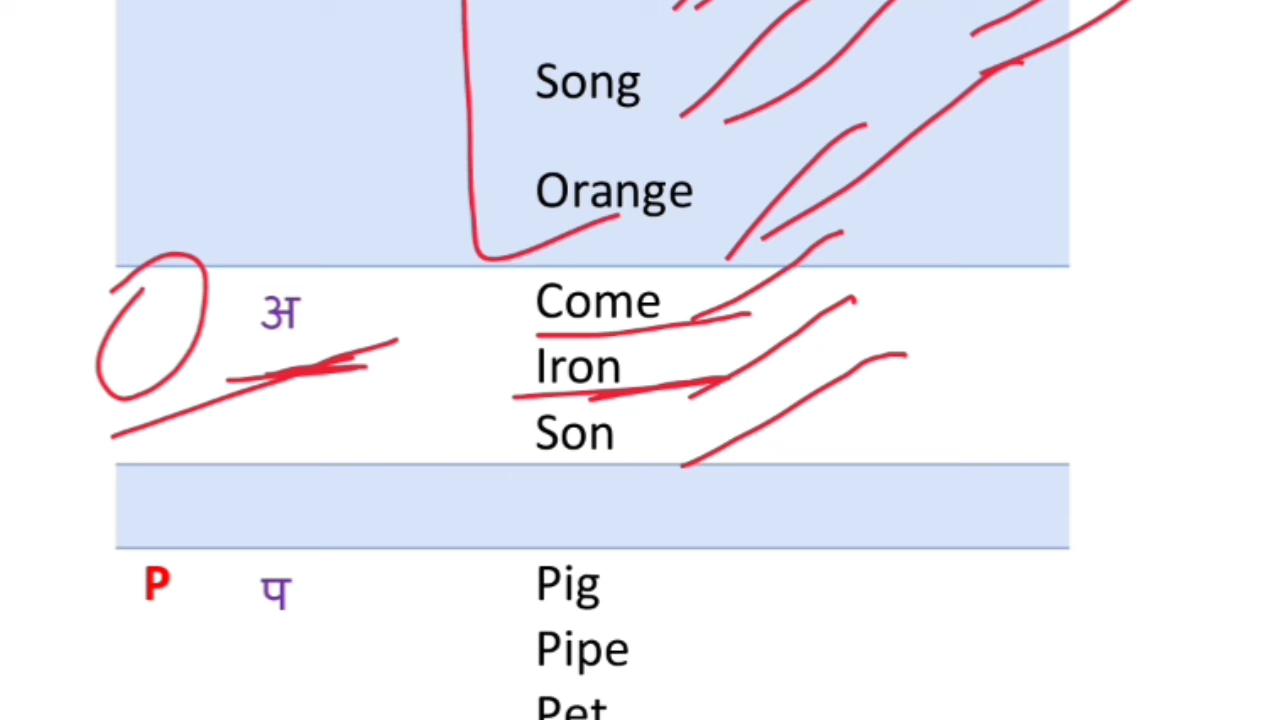 Song
Orange
अ Come
Iron
Son
P प Pig
Pipe
Pet